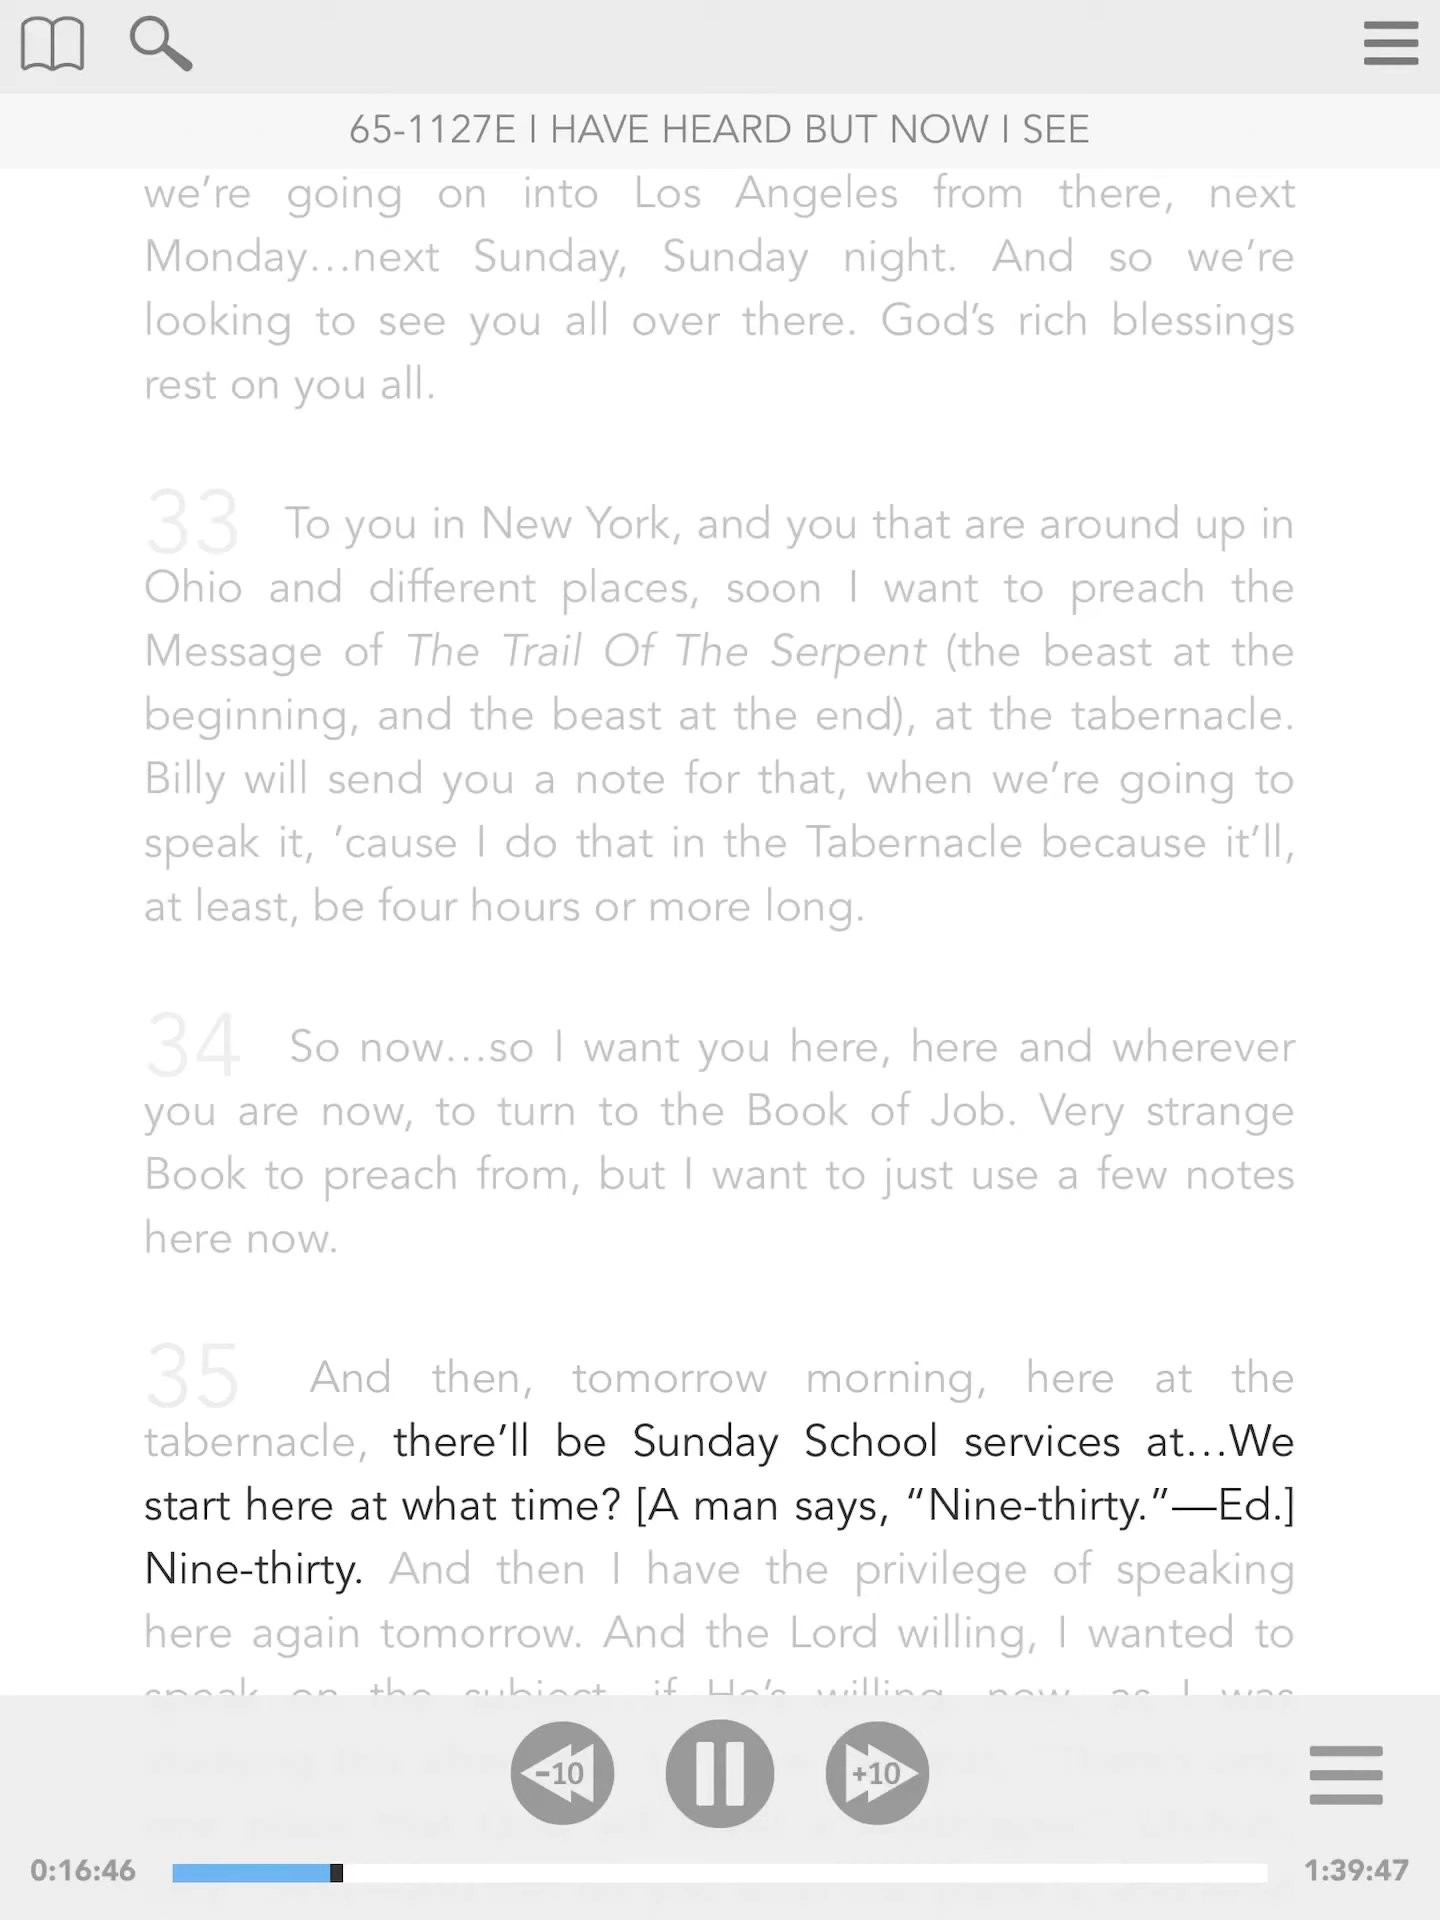 65-1127E I HAVE HEARD BUT NOW I SEE
we’re going on into Los Angeles from there, next
Monday…next Sunday, Sunday night. And so we’re
looking to see you all over there. God’s rich blessings
rest on you all.
33 To you in New York, and you that are around up in
Ohio and different places, soon I want to preach the
Message of The Trail Of The Serpent (the beast at the
beginning, and the beast at the end), at the tabernacle.
Billy will send you a note for that, when we’re going to
speak it, ’cause I do that in the Tabernacle because it’ll,
at least, be four hours or more long.
34 So now…so I want you here, here and wherever
you are now, to turn to the Book of Job. Very strange
Book to preach from, but I want to just use a few notes
here now.
35 And then, tomorrow morning, here at the
tabernacle, there’ll be Sunday School services at…We
start here at what time? [A man says, “Nine-thirty.”—Ed.]
Nine-thirty. And then I have the privilege of speaking
here again tomorrow. And the Lord willing, I wanted to
speak on the subject, if He’s willing, now, as I was
-10 +10
0:16:46 1:39:47